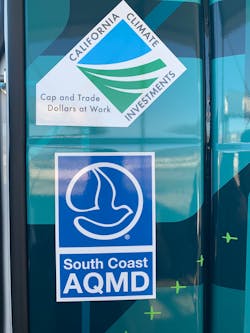 CALIFORNIA CLIMATE
INVESTMENTS
Cap and Trade
Dollars at Work
South Coast
AQMD
®